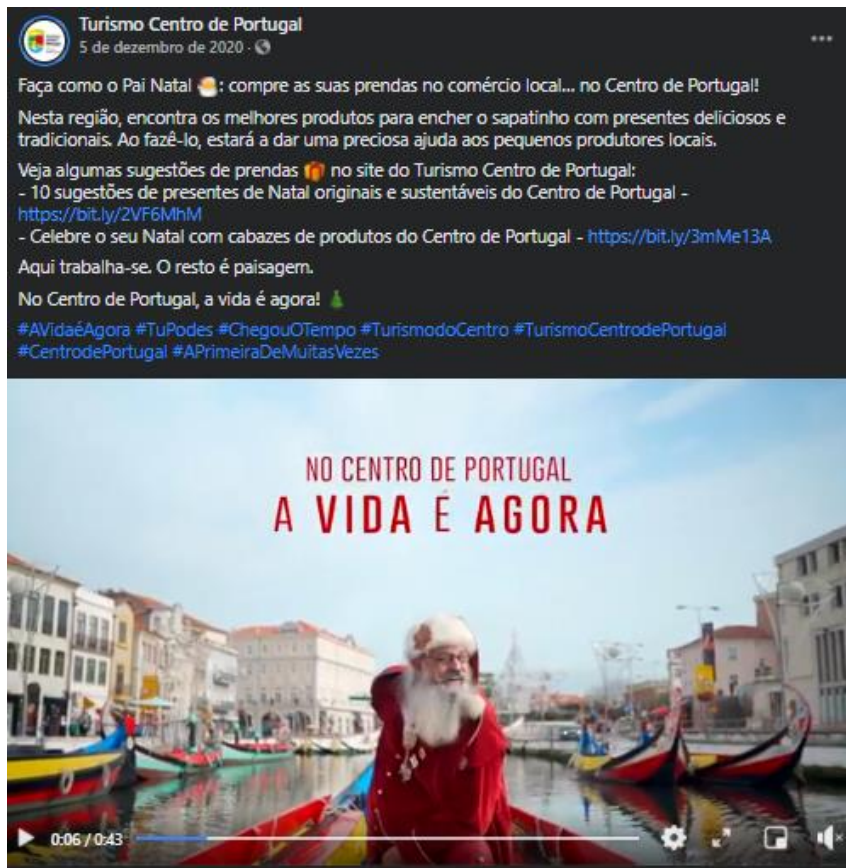 Turismo Centro de Portugal
5 de dezembro de 2020 ·
Faça como o Pai Natal 🎅: compre as suas prendas no comércio local... no Centro de Portugal!
Nesta região, encontra os melhores produtos para encher o sapatinho com presentes deliciosos e
tradicionais. Ao fazê-lo, estará a dar uma preciosa ajuda aos pequenos produtores locais.
Veja algumas sugestões de prendas 🎁 no site do Turismo Centro de Portugal:
- 10 sugestões de presentes de Natal originais e sustentáveis do Centro de Portugal -
https://bit.ly/2VF6MhM
- Celebre o seu Natal com cabazes de produtos do Centro de Portugal - https://bit.ly/3mMe13A
Aqui trabalha-se. O resto é paisagem.
No Centro de Portugal, a vida é agora! 🎄
#AVidaéAgora #TuPodes #ChegouOTempo #TurismodoCentro #TurismoCentrodePortugal
#CentrodePortugal #APrimeiraDeMuitasVezes
NO CENTRO DE PORTUGAL
A VIDA É AGORA
0:06 / 0:43